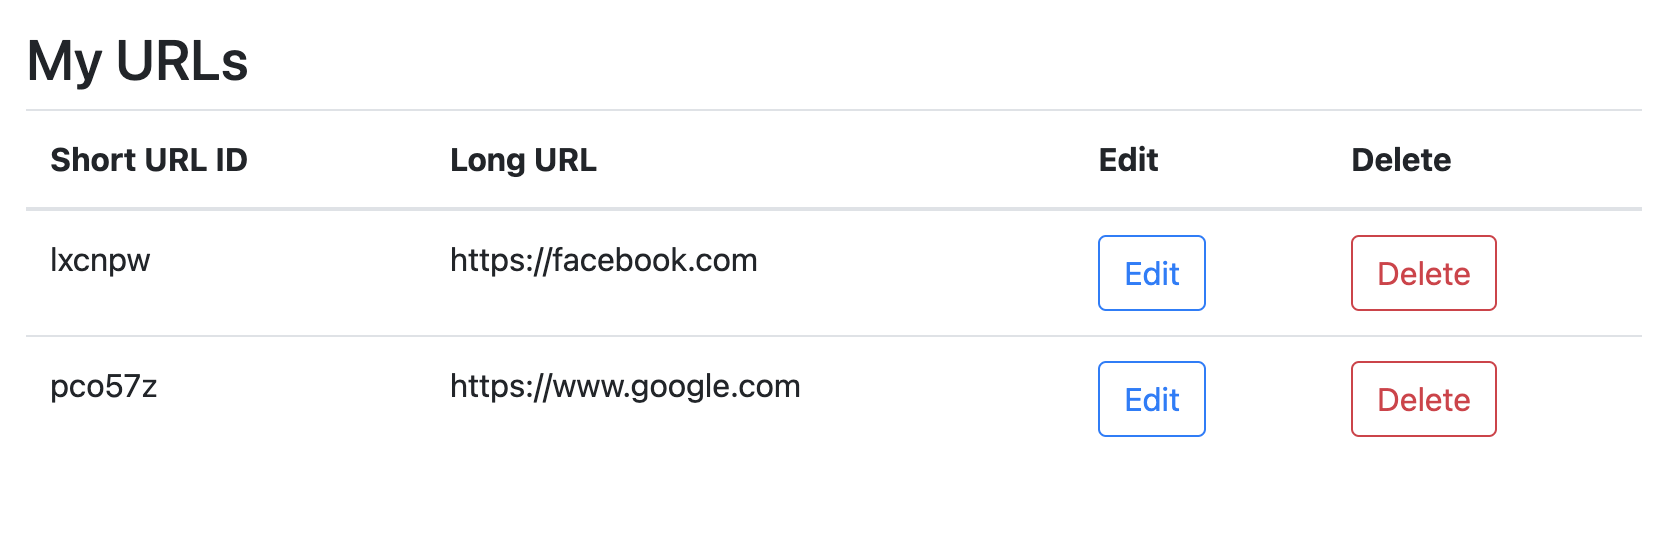 My URLs
Short URL ID Long URL Edit Delete
lxcnpw https://facebook.com Edit Delete
pco57z https://www.google.com Edit Delete